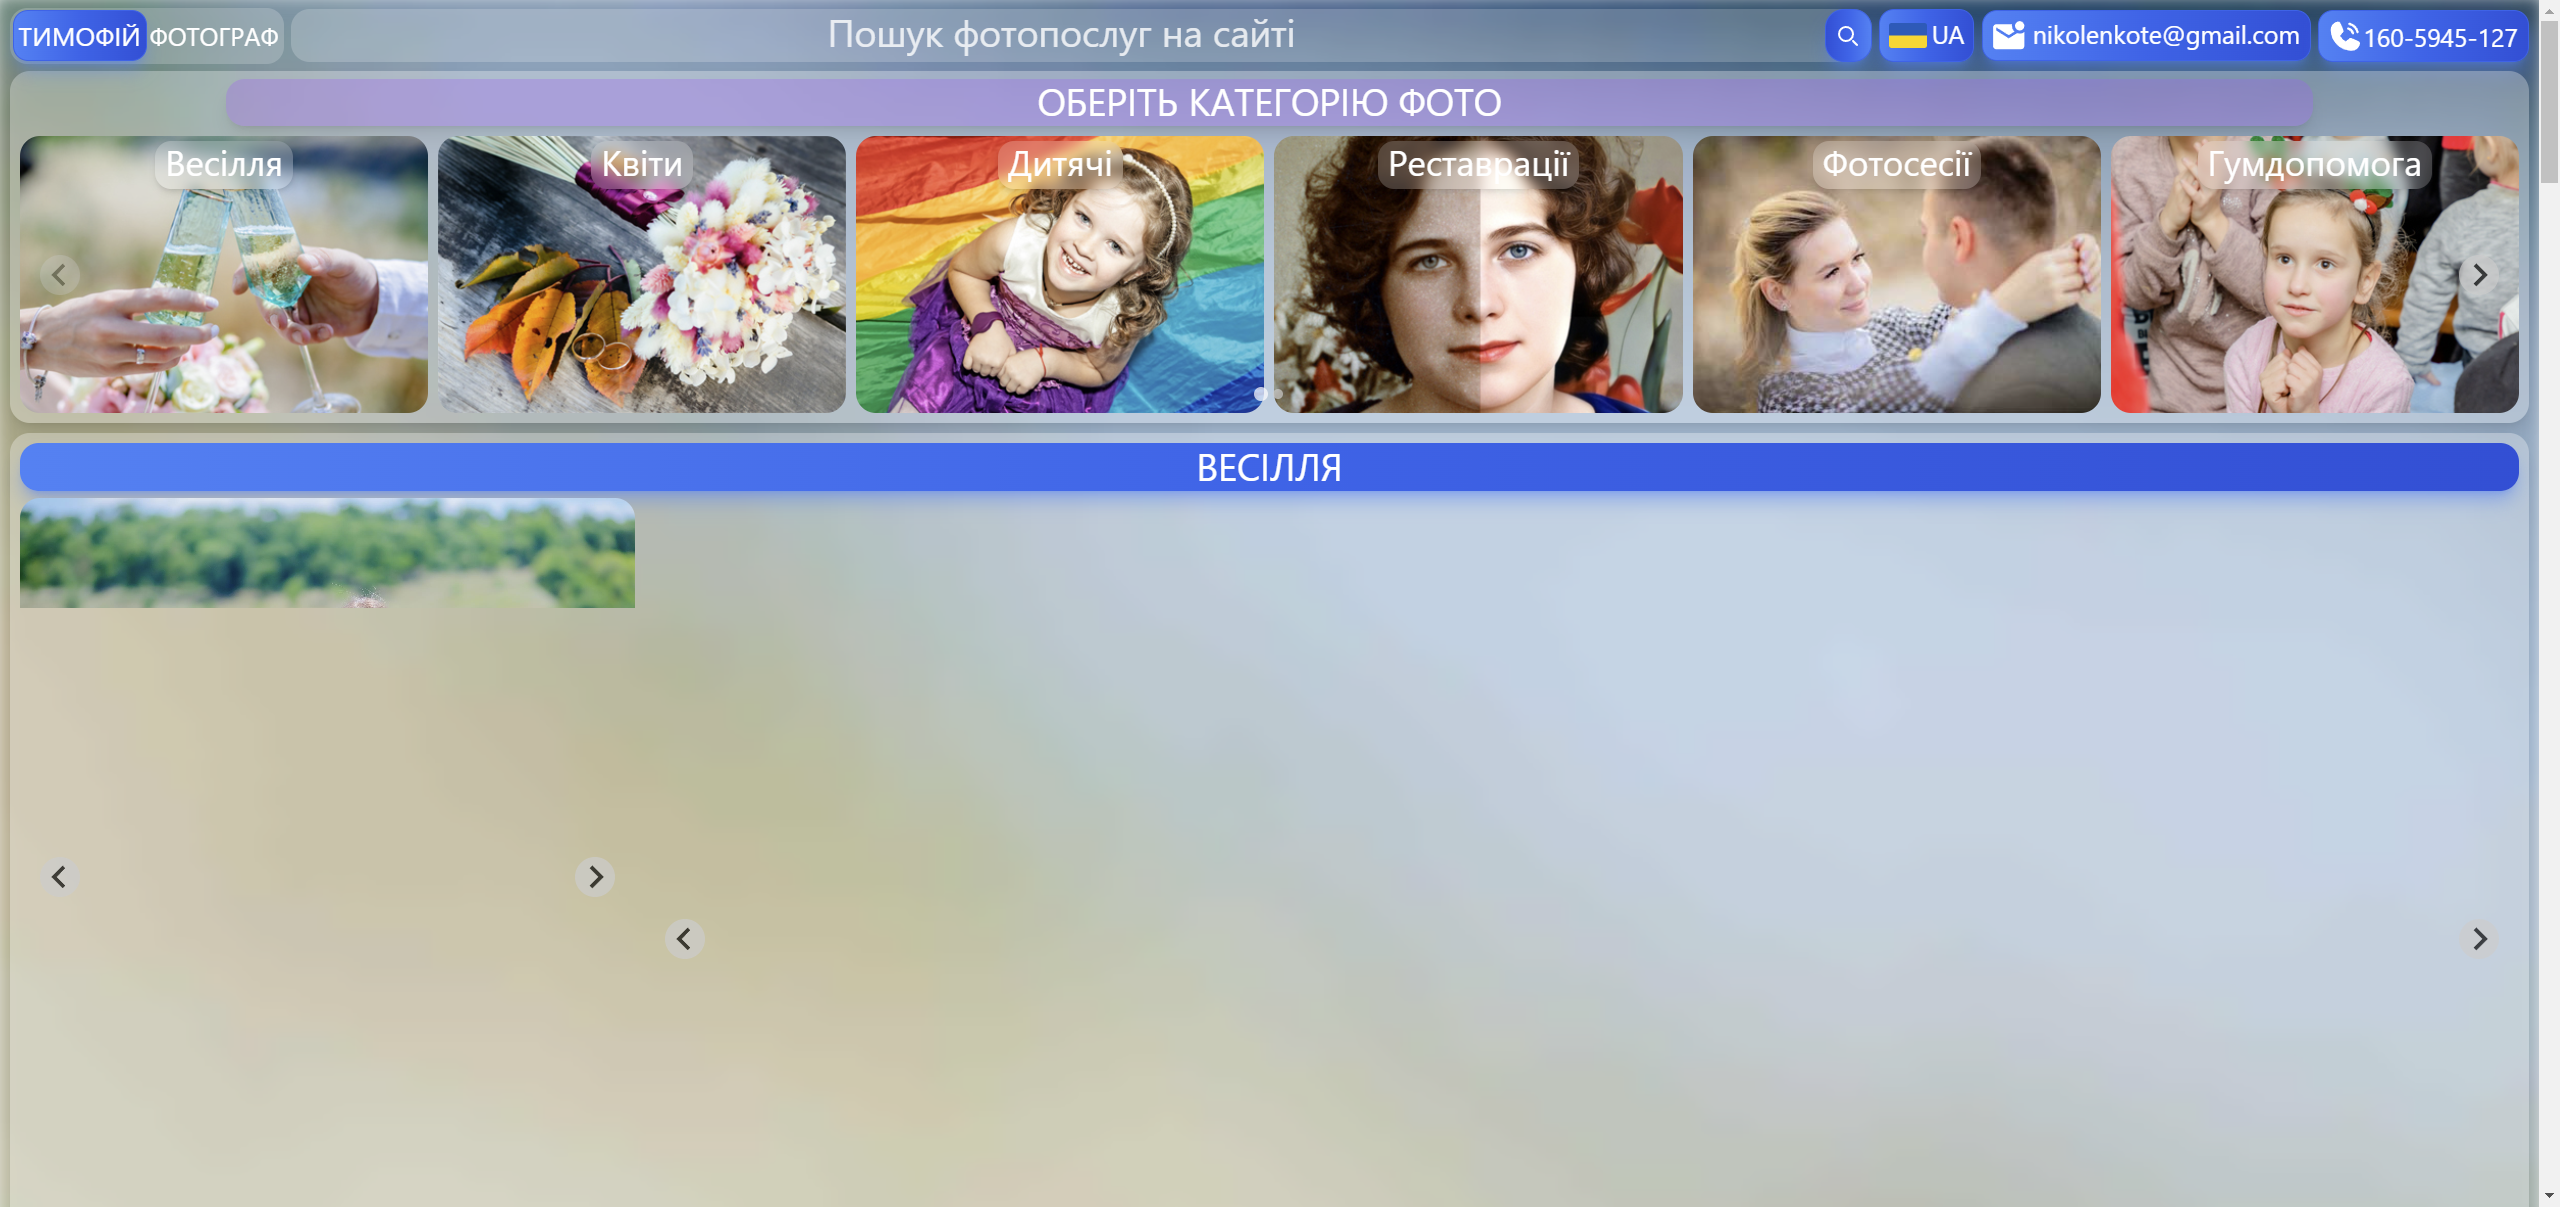 ТИМОФІЙ ФОТОГРАФ
Пошук фотопослуг на сайті
UA
nikolenkote@gmail.com
160-5945-127
ОБЕРІТЬ КАТЕГОРІЮ ФОТО
Весілля
Квіти
Дитячі
Реставрації
Фотосесії
Гумдопомога
ВЕСІЛЛЯ